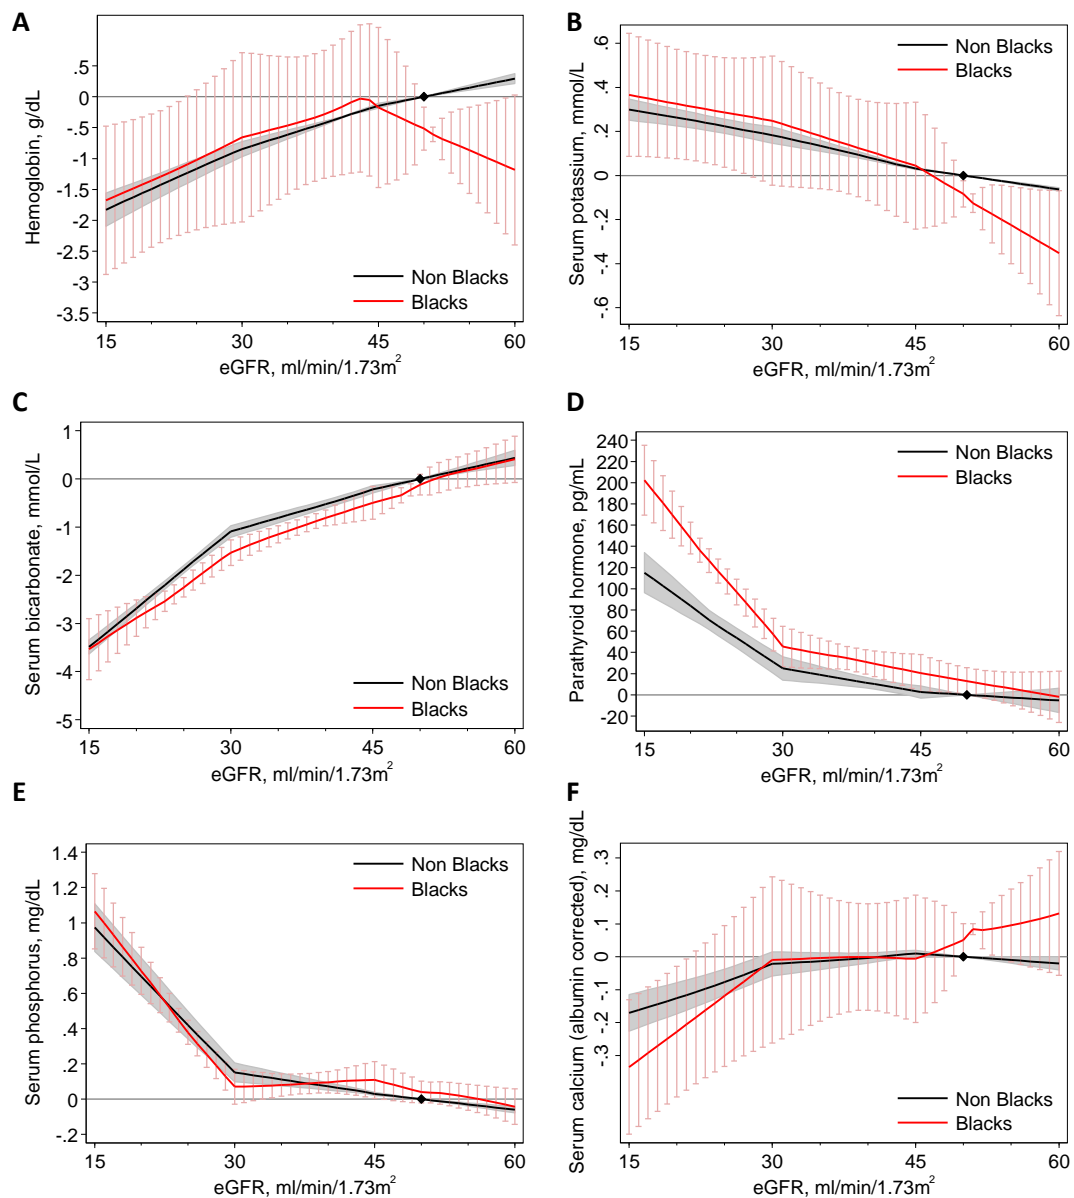 A
Hemoglobin, g/dL
.5
0
-.5
-1
-1.5
-2
-2.5
-3
-3.5
Non Blacks
Blacks
15 30 45 60
eGFR, ml/min/1.73m²
B
Serum potassium, mmol/L
.6
.4
.2
0
-.2
-.4
-.6
Non Blacks
Blacks
15 30 45 60
eGFR, ml/min/1.73m²
C
Serum bicarbonate, mmol/L
1
0
-1
-2
-3
-4
-5
Non Blacks
Blacks
15 30 45 60
eGFR, ml/min/1.73m²
D
Parathyroid hormone, pg/mL
240
220
200
180
160
140
120
100
80
60
40
20
0
-20
Non Blacks
Blacks
15 30 45 60
eGFR, ml/min/1.73m²
E
Serum phosphorus, mg/dL
1.4
1.2
1
.8
.6
.4
.2
0
-.2
Non Blacks
Blacks
15 30 45 60
eGFR, ml/min/1.73m²
F
Serum calcium (albumin corrected), mg/dL
.3
.2
.1
0
-.1
-.2
-.3
Non Blacks
Blacks
15 30 45 60
eGFR, ml/min/1.73m²